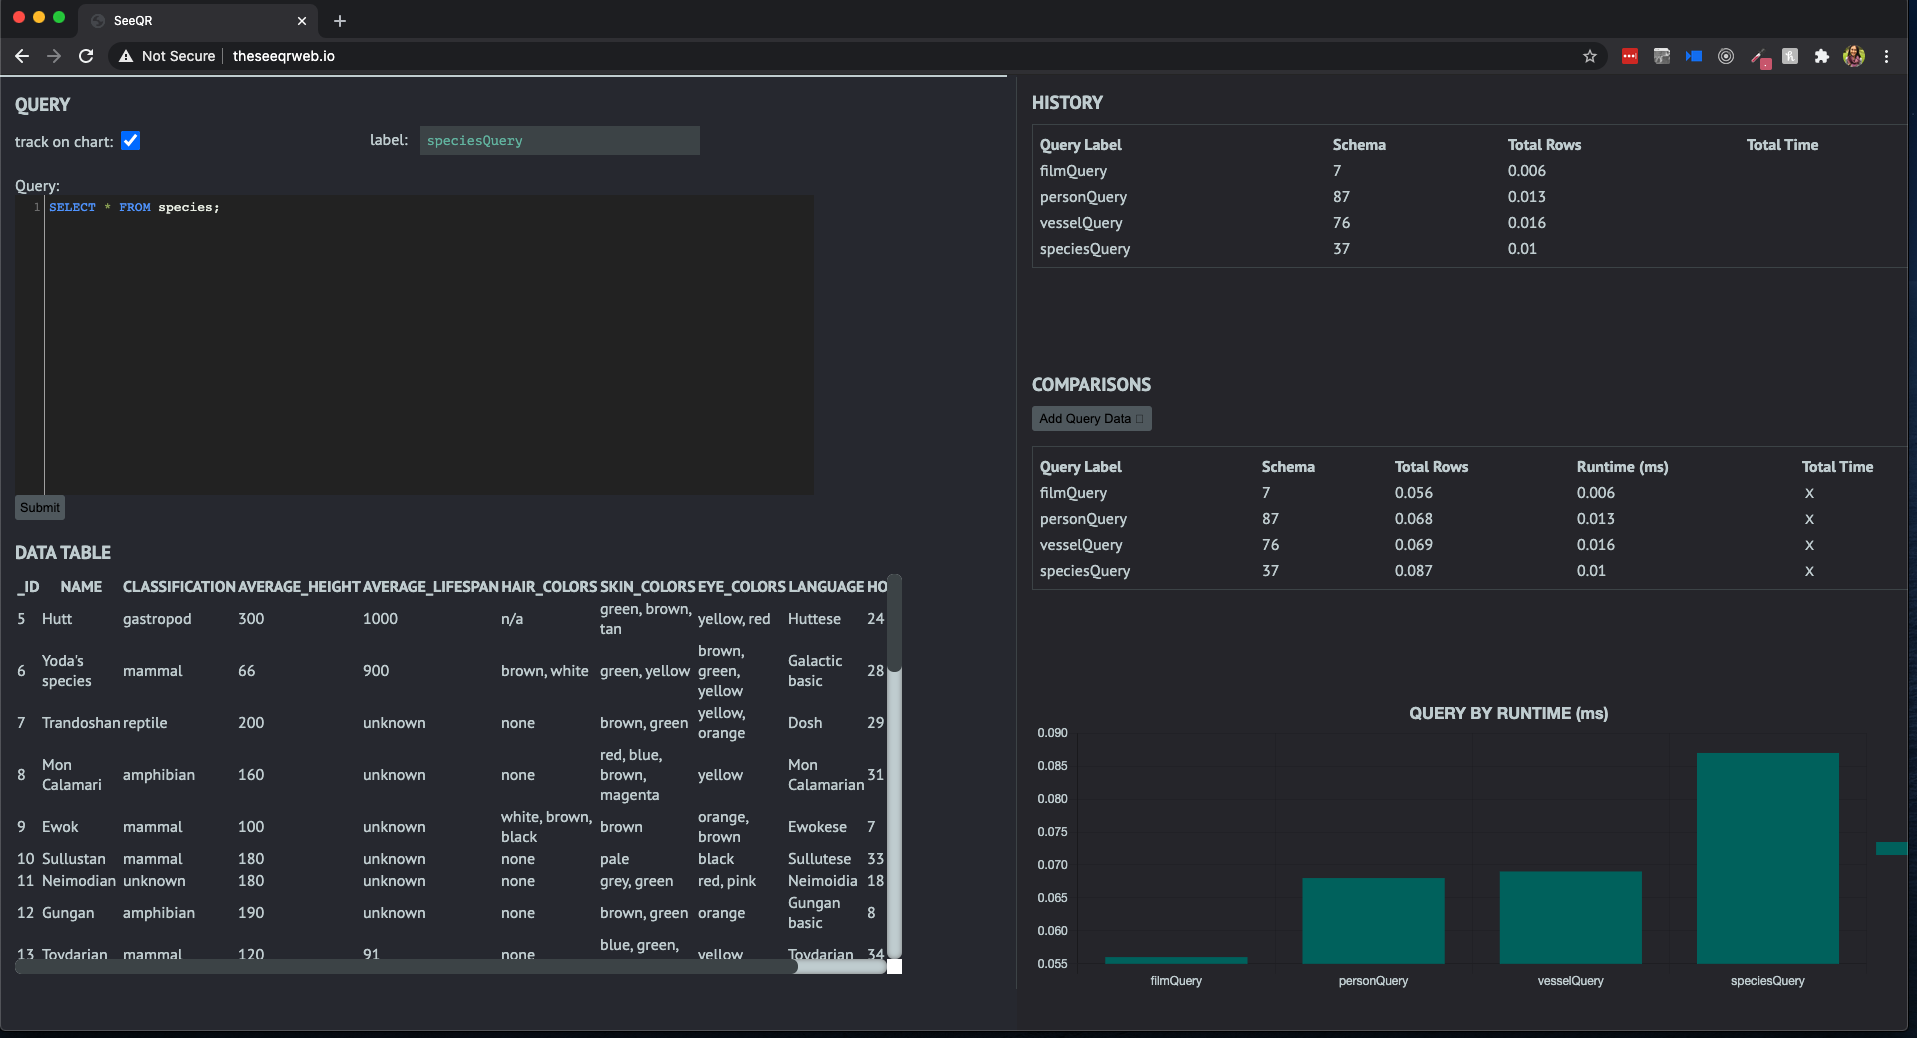 SeeQR
Not Secure theseeqrweb.io
QUERY
track on chart:
label: speciesQuery
Query:
1 SELECT * FROM species;
Submit
DATA TABLE
_ID NAME CLASSIFICATION AVERAGE_HEIGHT AVERAGE_LIFESPAN HAIR_COLORS SKIN_COLORS EYE_COLORS LANGUAGE HO
5 Hutt gastropod 300 1000 n/a green, brown, tan yellow, red Huttese 24
6 Yoda's species mammal 66 900 brown, white green, yellow brown, green, yellow Galactic basic 28
7 Trandoshan reptile 200 unknown none brown, green yellow, orange Dosh 29
8 Mon Calamari amphibian 160 unknown none red, blue, brown, magenta yellow Mon Calamarian 31
9 Ewok mammal 100 unknown white, brown, black brown orange, brown Ewokese 7
10 Sullustan mammal 180 unknown none pale black Sullutese 33
11 Neimodian unknown 180 unknown none grey, green red, pink Neimoidia 18
12 Gungan amphibian 190 unknown none brown, green orange Gungan basic 8
13 Toydarian mammal 120 91 none blue, green, yellow Toydarian 34
HISTORY
Query Label Schema Total Rows Total Time
filmQuery 7 0.006
personQuery 87 0.013
vesselQuery 76 0.016
speciesQuery 37 0.01
COMPARISONS
Add Query Data
Query Label Schema Total Rows Runtime (ms) Total Time
filmQuery 7 0.056 0.006 X
personQuery 87 0.068 0.013 X
vesselQuery 76 0.069 0.016 X
speciesQuery 37 0.087 0.01 X
QUERY BY RUNTIME (ms)
0.090
0.085
0.080
0.075
0.070
0.065
0.060
0.055
filmQuery personQuery vesselQuery speciesQuery